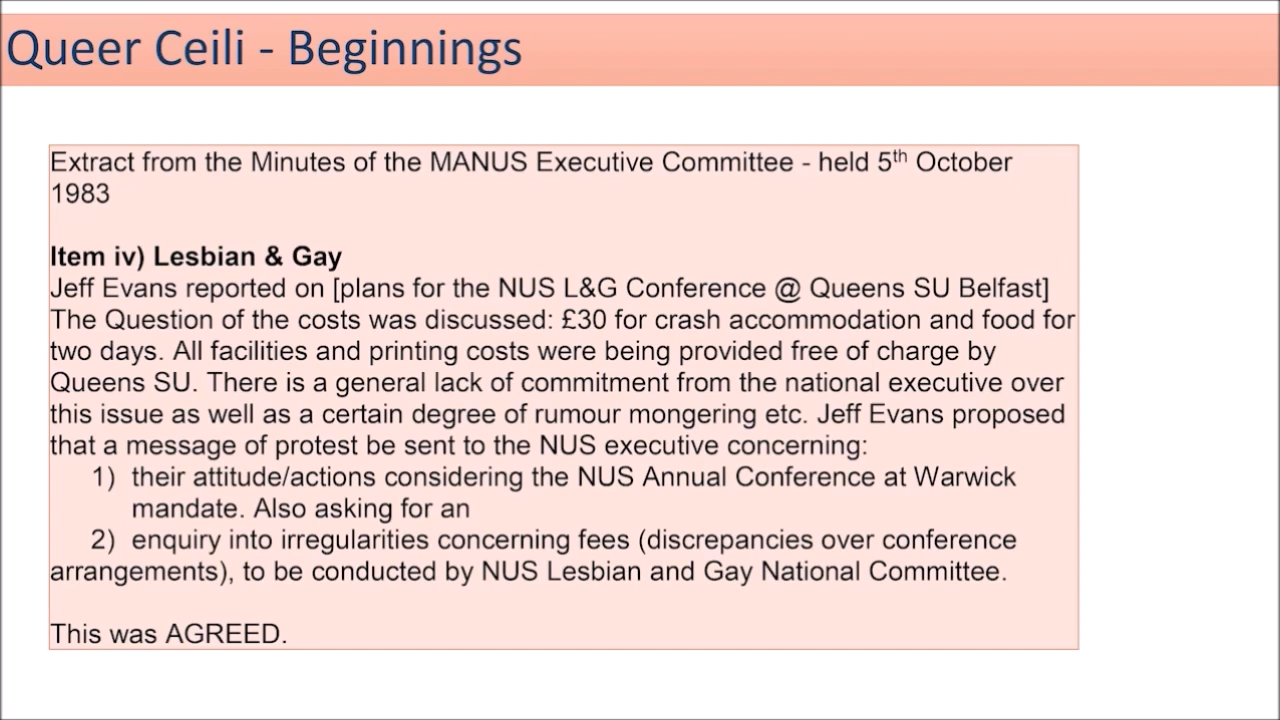 Queer Ceili - Beginnings
Extract from the Minutes of the MANUS Executive Committee - held 5th October
1983
Item iv) Lesbian & Gay
Jeff Evans reported on [plans for the NUS L&G Conference @ Queens SU Belfast]
The Question of the costs was discussed: £30 for crash accommodation and food for
two days. All facilities and printing costs were being provided free of charge by
Queens SU. There is a general lack of commitment from the national executive over
this issue as well as a certain degree of rumour mongering etc. Jeff Evans proposed
that a message of protest be sent to the NUS executive concerning:
1) their attitude/actions considering the NUS Annual Conference at Warwick
mandate. Also asking for an
2) enquiry into irregularities concerning fees (discrepancies over conference
arrangements), to be conducted by NUS Lesbian and Gay National Committee.
This was AGREED.